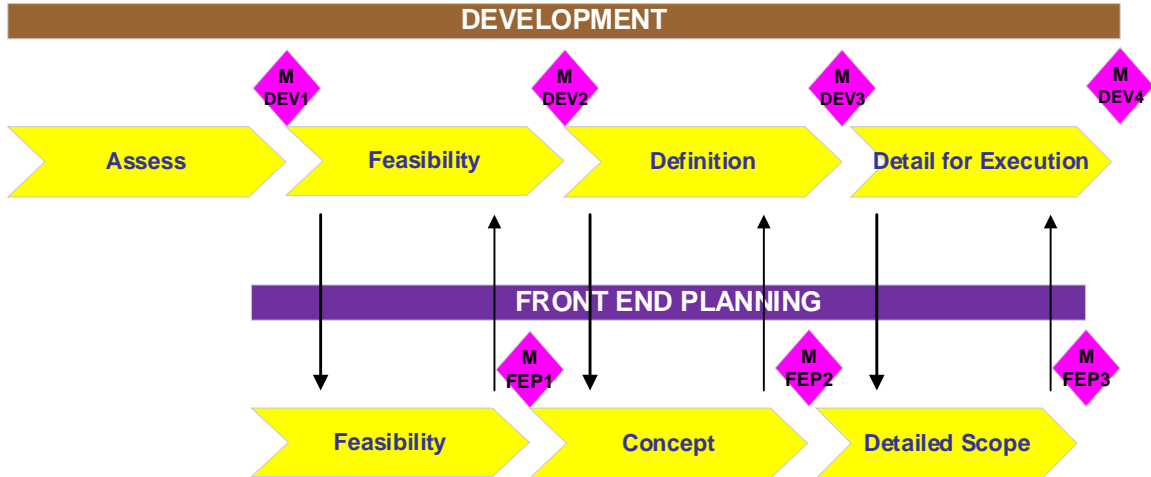 DEVELOPMENT
M
DEV1
M
DEV2
M
DEV3
M
DEV4
Assess
Feasibility
Definition
Detail for Execution
FRONT END PLANNING
M
FEP1
M
FEP2
M
FEP3
Feasibility
Concept
Detailed Scope